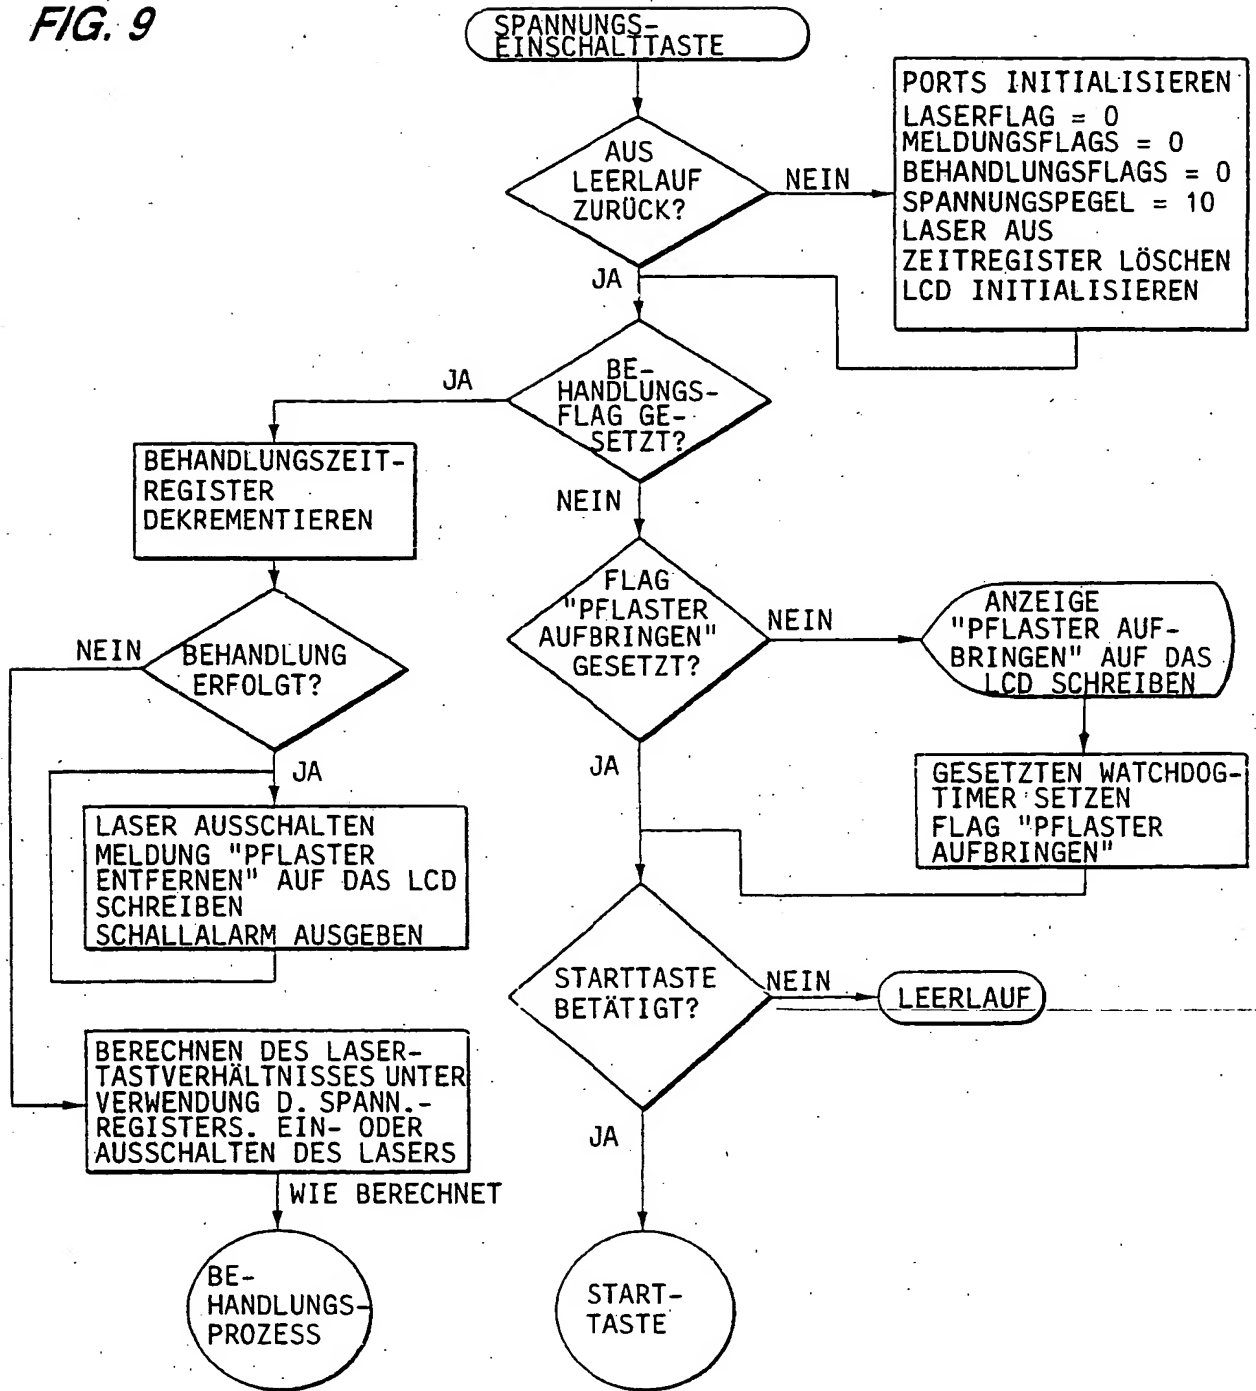 FIG. 9
SPANNUNGS-
EINSCHALTTASTE
AUS
LEERLAUF
ZURÜCK?
NEIN
PORTS INITIALISIEREN
LASERFLAG = 0
MELDUNGSFLAGS = 0
BEHANDLUNGSFLAGS = 0
SPANNUNGSPEGEL = 10
LASER AUS
ZEITREGISTER LÖSCHEN
LCD INITIALISIEREN
JA
BE-
HANDLUNGS-
FLAG GE-
SETZT?
JA
BEHANDLUNGSZEIT-
REGISTER
DEKREMENTIEREN
NEIN
FLAG
"PFLASTER
AUFBRINGEN"
GESETZT?
NEIN
ANZEIGE
"PFLASTER AUF-
BRINGEN" AUF DAS
LCD SCHREIBEN
NEIN
BEHANDLUNG
ERFOLGT?
JA
JA
GESETZTEN WATCHDOG-
TIMER SETZEN
FLAG "PFLASTER
AUFBRINGEN"
LASER AUSSCHALTEN
MELDUNG "PFLASTER
ENTFERNEN" AUF DAS LCD
SCHREIBEN
SCHALLALARM AUSGEBEN
STARTTASTE
BETÄTIGT?
NEIN
LEERLAUF
BERECHNEN DES LASER-
TASTVERHÄLTNISSES UNTER
VERWENDUNG D. SPANN.-
REGISTERS. EIN- ODER
AUSSCHALTEN DES LASERS
JA
WIE BERECHNET
BE-
HANDLUNGS-
PROZESS
START-
TASTE